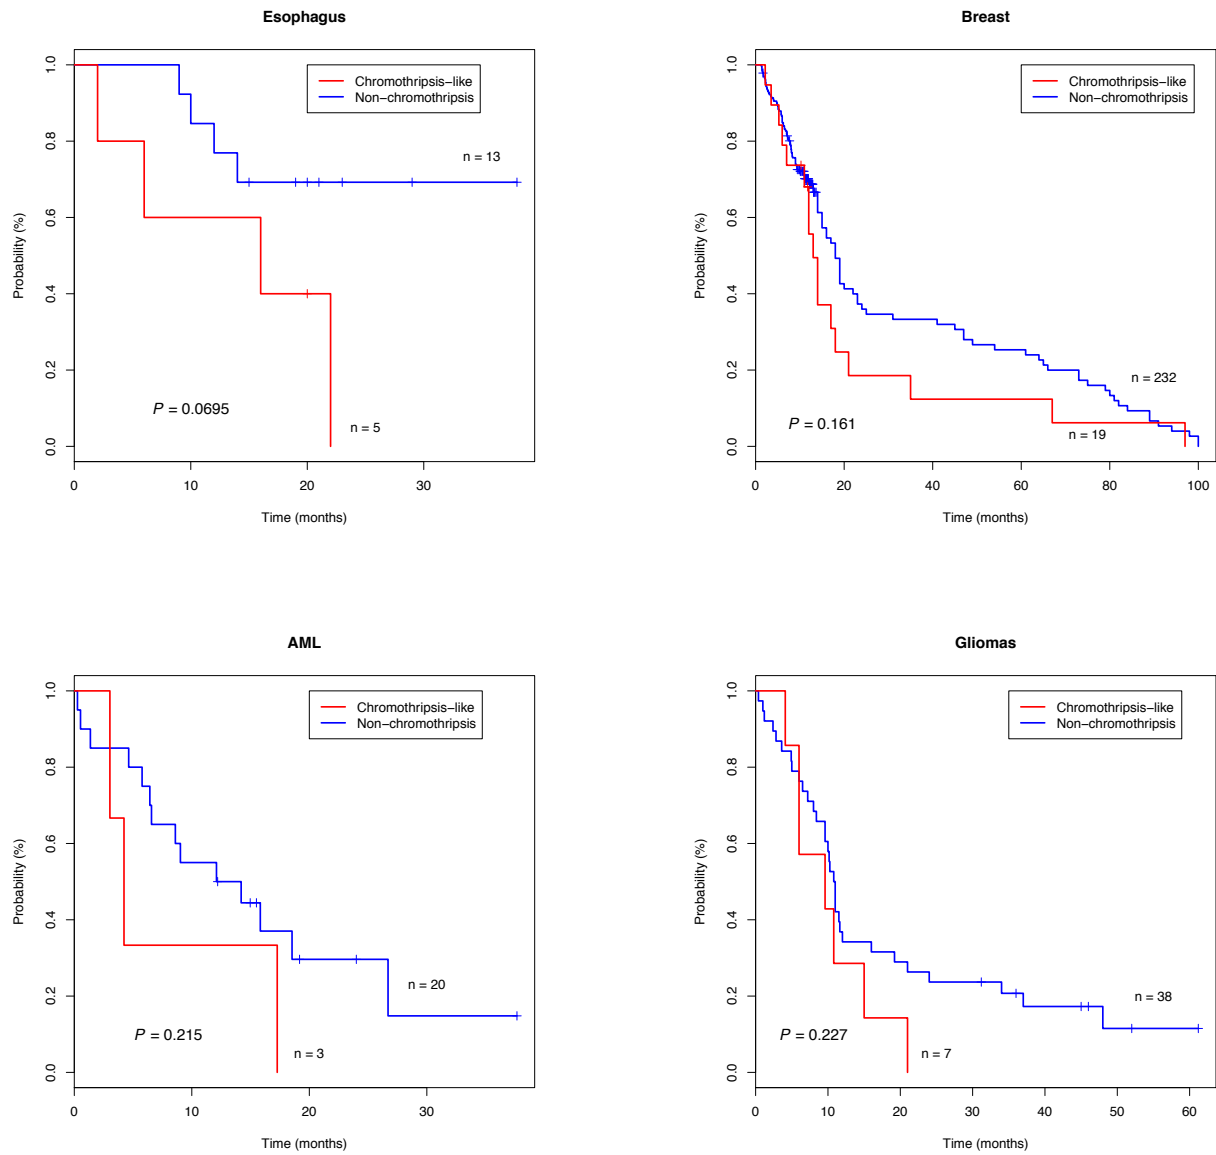 Esophagus
Chromothripsis-like
Non-chromothripsis
n = 13
P = 0.0695
n = 5
Probability (%)
0.0 0.2 0.4 0.6 0.8 1.0
0 10 20 30
Time (months)
Breast
Chromothripsis-like
Non-chromothripsis
n = 232
P = 0.161
n = 19
Probability (%)
0.0 0.2 0.4 0.6 0.8 1.0
0 20 40 60 80 100
Time (months)
AML
Chromothripsis-like
Non-chromothripsis
n = 20
P = 0.215
n = 3
Probability (%)
0.0 0.2 0.4 0.6 0.8 1.0
0 10 20 30
Time (months)
Gliomas
Chromothripsis-like
Non-chromothripsis
n = 38
P = 0.227
n = 7
Probability (%)
0.0 0.2 0.4 0.6 0.8 1.0
0 10 20 30 40 50 60
Time (months)